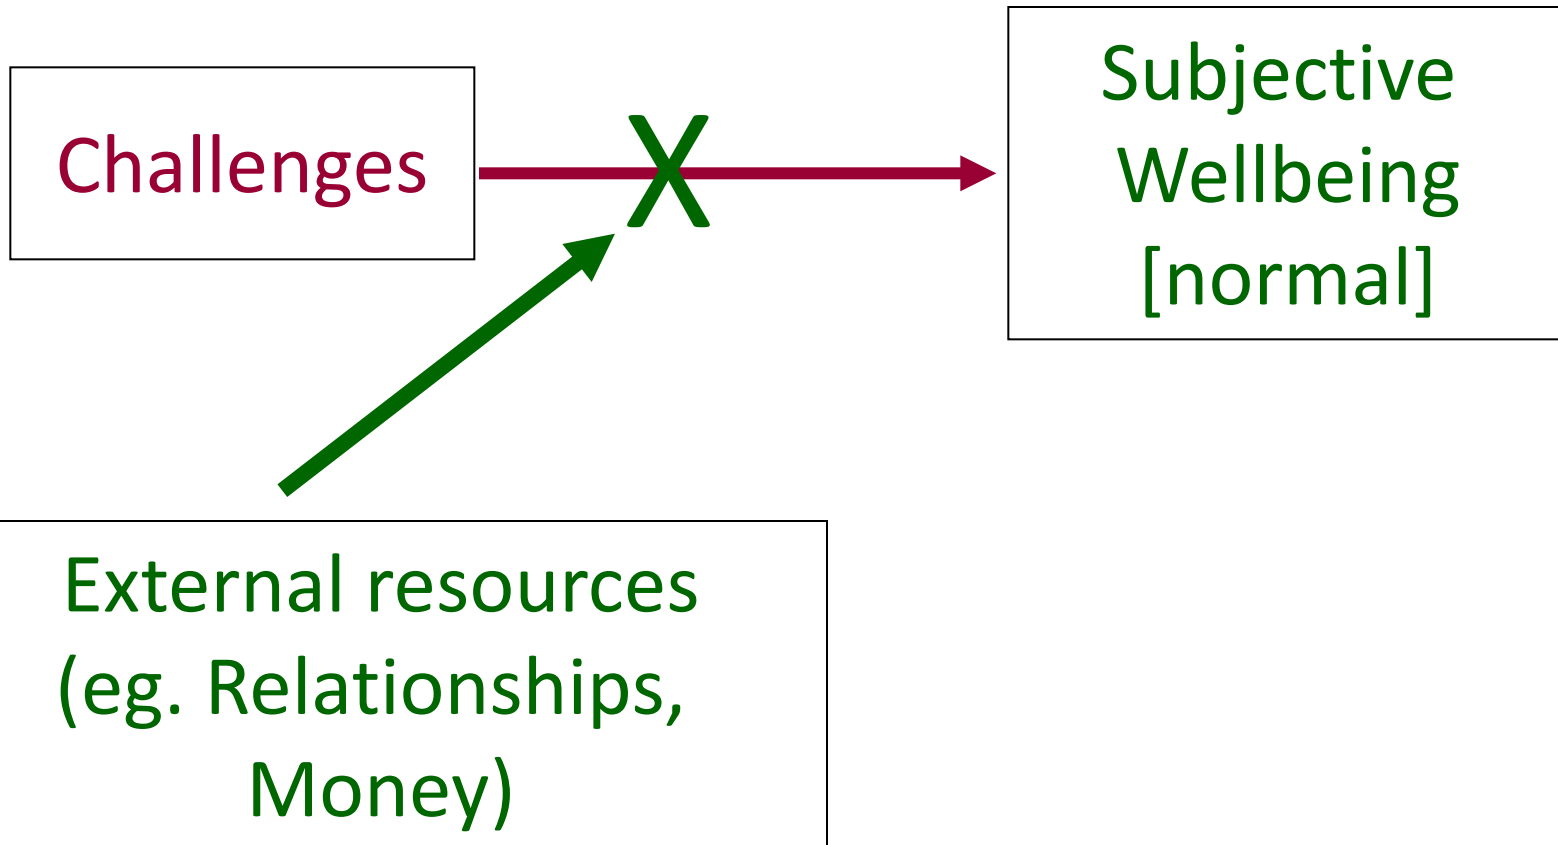 Challenges
X
Subjective
Wellbeing
[normal]
External resources
(eg. Relationships,
Money)